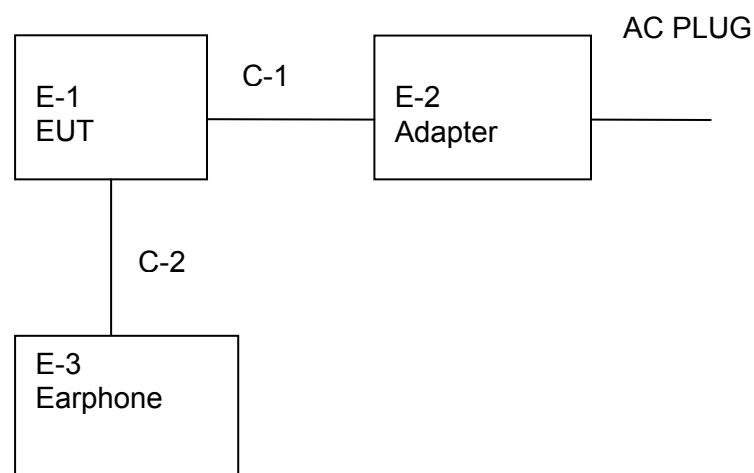 AC PLUG
C-1
E-1
EUT
E-2
Adapter
C-2
E-3
Earphone